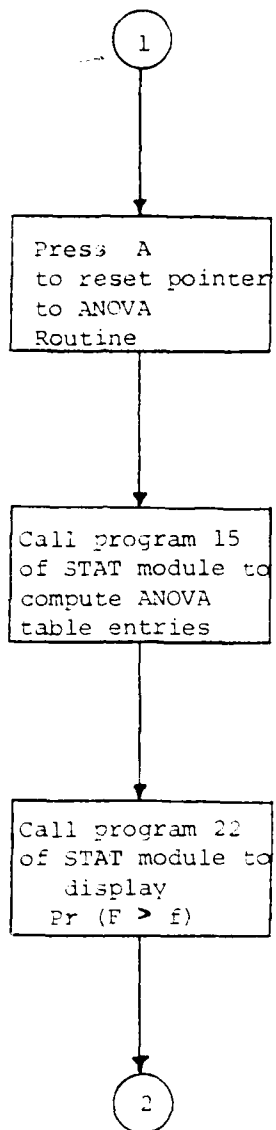 1
Press A
to reset pointer
to ANOVA
Routine
Call program 15
of STAT module to
compute ANOVA
table entries
Call program 22
of STAT module to
display
Pr (F > f)
2